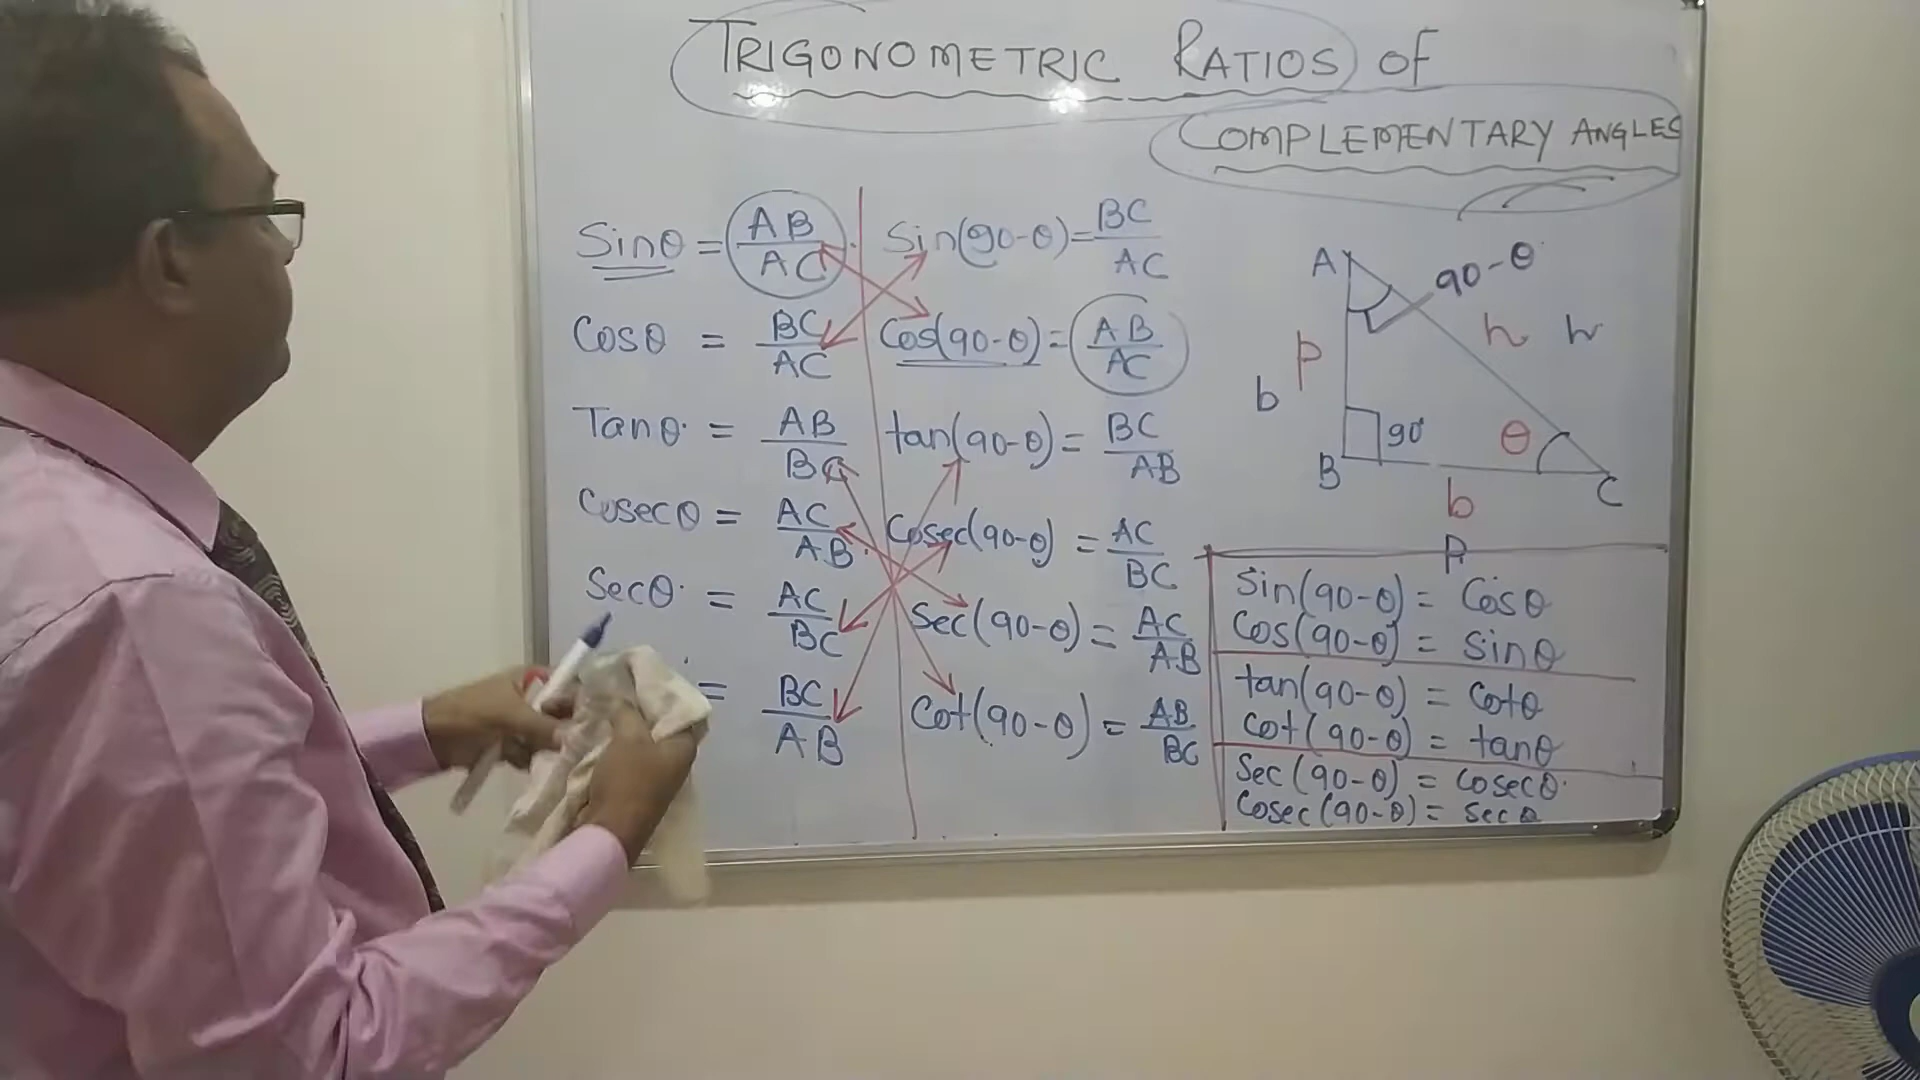 TRIGONOMETRIC RATIOS OF
COMPLEMENTARY ANGLES
Sinθ = AB/AC
Cosθ = BC/AC
Tanθ = AB/BC
Cosecθ = AC/AB
Secθ = AC/BC
= BC/AB
Sin(90-θ) = BC/AC
Cos(90-θ) = AB/AC
tan(90-θ) = BC/AB
Cosec(90-θ) = AC/BC
Sec(90-θ) = AC/AB
Cot(90-θ) = AB/BC
A
90-θ
p
h
h
b
90°
θ
B
C
b
p
Sin(90-θ) = Cosθ
Cos(90-θ) = Sinθ
tan(90-θ) = Cotθ
Cot(90-θ) = tanθ
Sec(90-θ) = Cosecθ
Cosec(90-θ) = Secθ